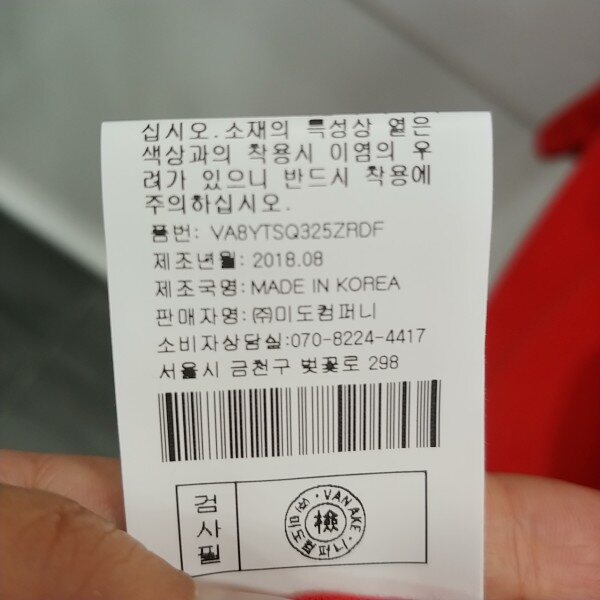 십시오.소재의 특성상 옅은
색상과의 착용시 이염의 우
려가 있으니 반드시 착용에
주의하십시오.
품번: VA8YTSQ325ZRDF
제조년월: 2018.08
제조국명:MADE IN KOREA
판매자명:㈜미도컴퍼니
소비자상담실:070-8224-4417
서울시 금천구 벚꽃로 298
검사필
VAN AKE · ㈜미도컴퍼니 ·
檢